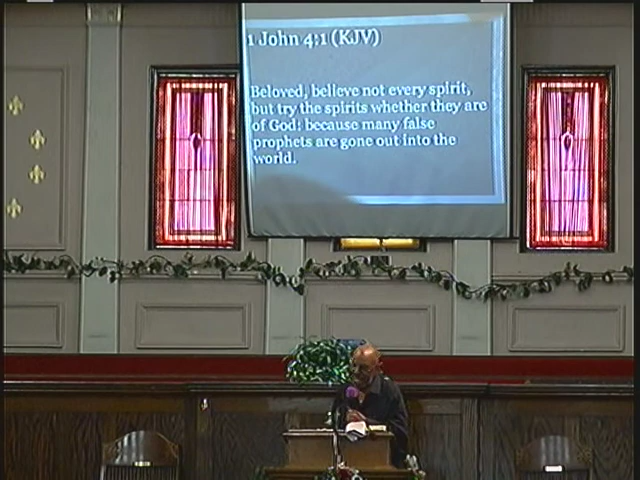 1 John 4:1 (KJV)
Beloved, believe not every spirit,
but try the spirits whether they are
of God: because many false
prophets are gone out into the
world.